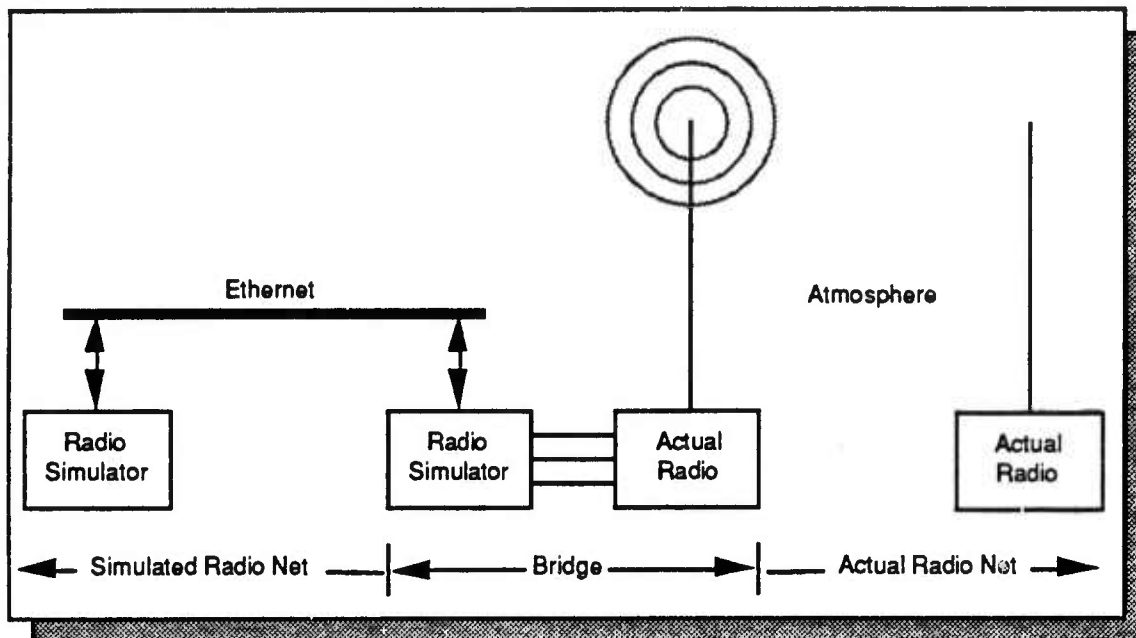 Ethernet
Atmosphere
Radio
Simulator
Radio
Simulator
Actual
Radio
Actual
Radio
Simulated Radio Net
Bridge
Actual Radio Net